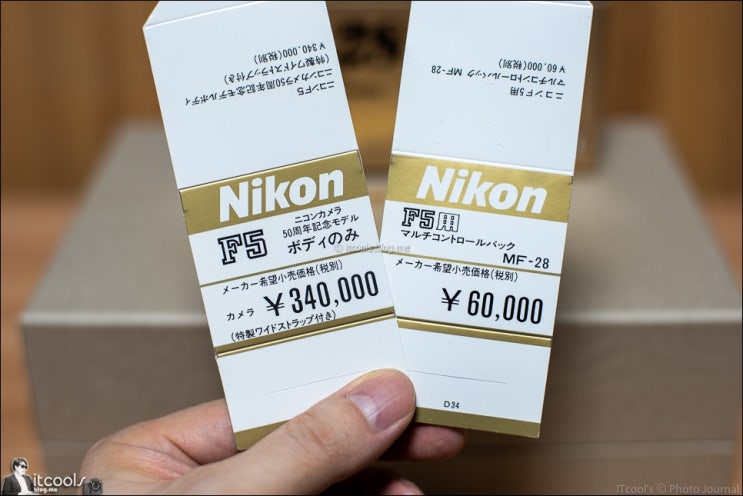 ニコンF5
ニコンカメラ50周年記念モデルボディ
(特製ワイドストラップ付き)
¥340,000(税別)
Nikon
F5
ニコンカメラ
50周年記念モデル
ボディのみ
メーカー希望小売価格(税別)
カメラ ¥340,000
(特製ワイドストラップ付き)
ニコンF5用
マルチコントロールバック MF-28
¥60,000(税別)
Nikon
F5用
マルチコントロールバック
MF-28
メーカー希望小売価格(税別)
¥60,000
D34
28
© itcools.blog.me
itcools
blog.me
ITcool's © Photo Journal